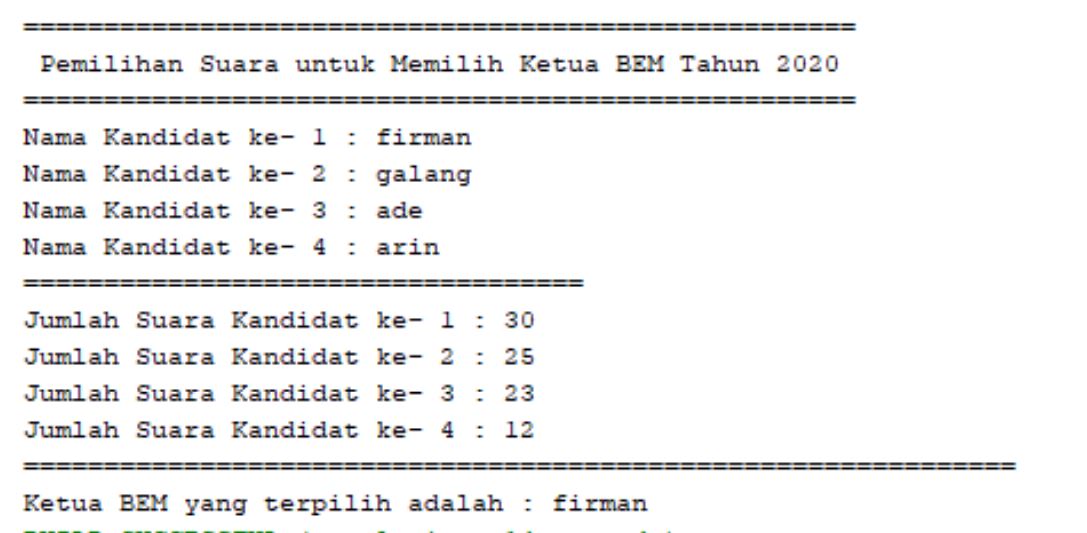 ====================================================
Pemilihan Suara untuk Memilih Ketua BEM Tahun 2020
====================================================
Nama Kandidat ke- 1 : firman
Nama Kandidat ke- 2 : galang
Nama Kandidat ke- 3 : ade
Nama Kandidat ke- 4 : arin
===================================
Jumlah Suara Kandidat ke- 1 : 30
Jumlah Suara Kandidat ke- 2 : 25
Jumlah Suara Kandidat ke- 3 : 23
Jumlah Suara Kandidat ke- 4 : 12
==============================================================
Ketua BEM yang terpilih adalah : firman